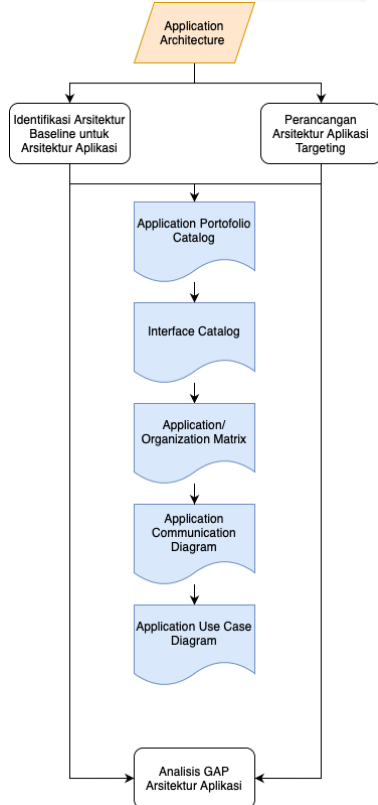 Application
Architecture
Identifikasi Arsitektur
Baseline untuk
Arsitektur Aplikasi
Perancangan
Arsitektur Aplikasi
Targeting
Application Portofolio
Catalog
Interface Catalog
Application/
Organization Matrix
Application
Communication
Diagram
Application Use Case
Diagram
Analisis GAP
Arsitektur Aplikasi